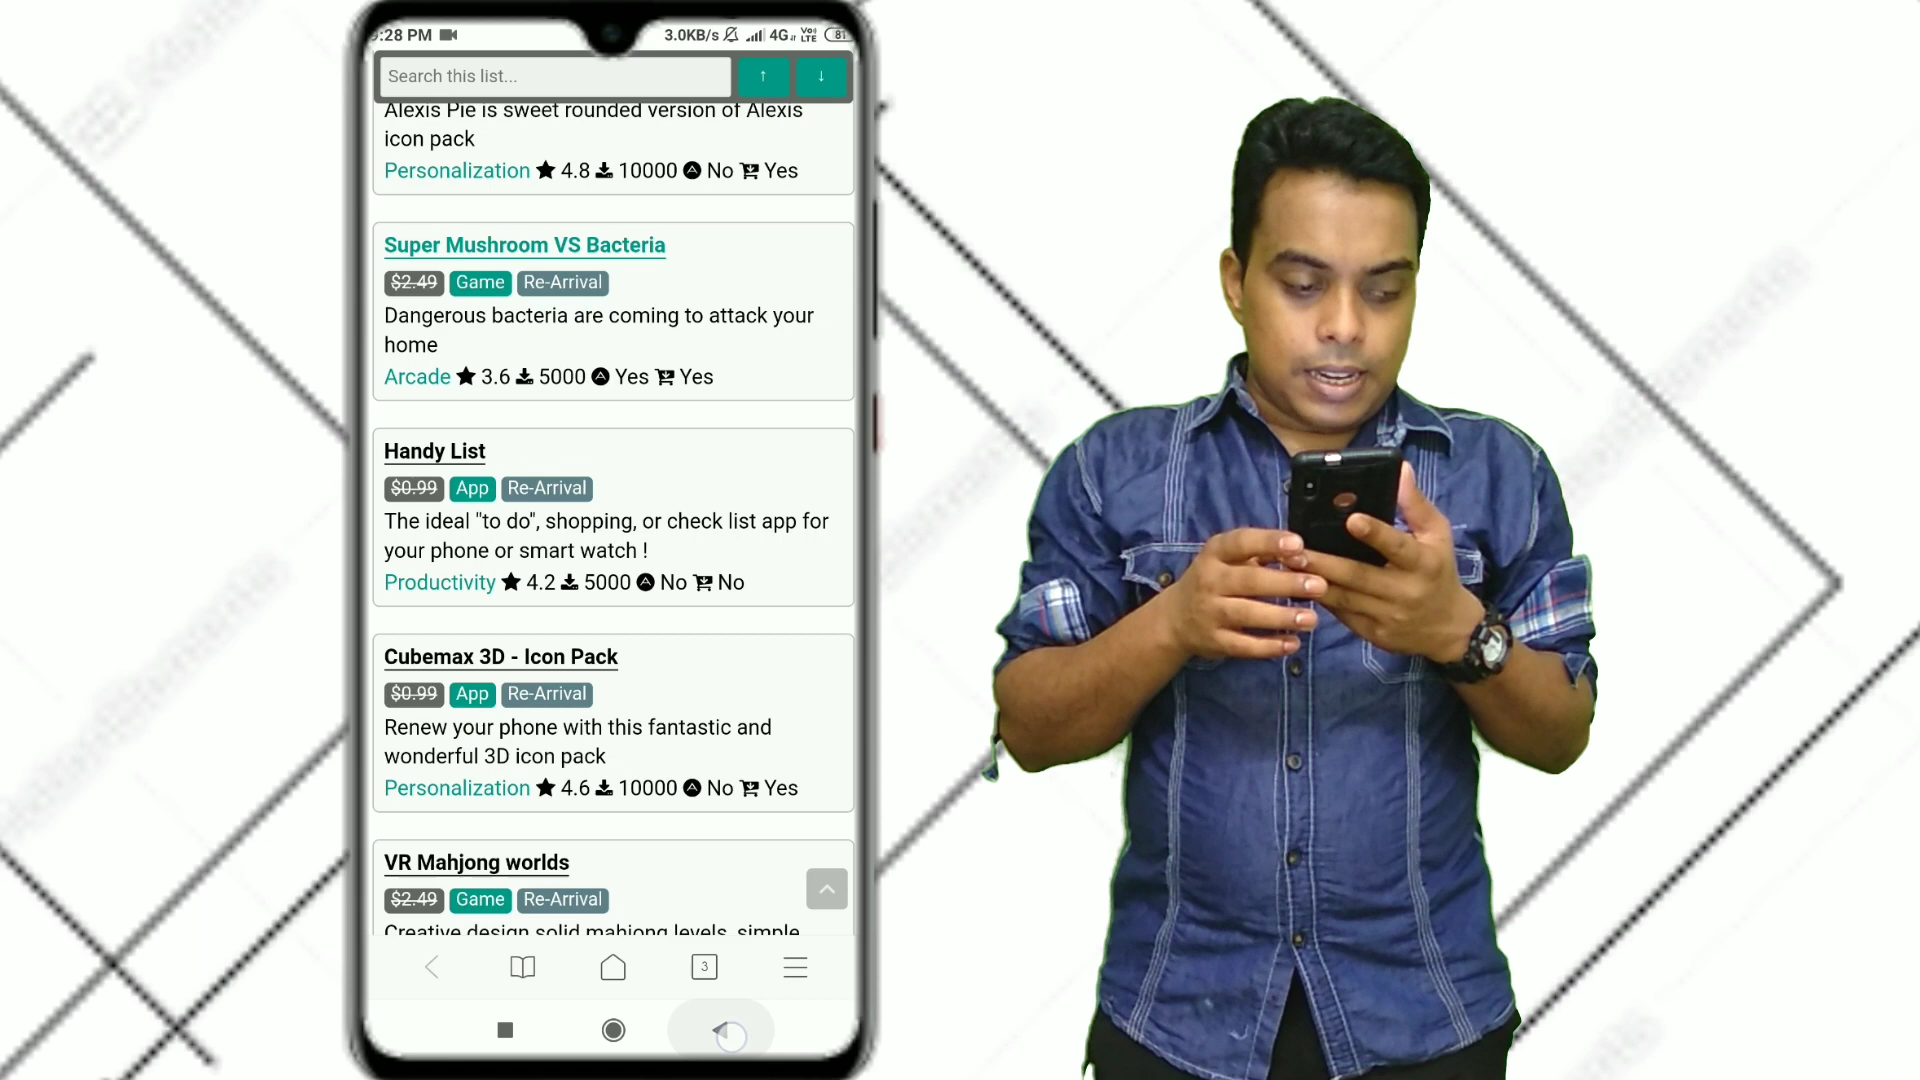 :28 PM 3.0KB/s 4G Vo) LTE 81
Search this list... ↑ ↓
Alexis Pie is sweet rounded version of Alexis
icon pack
Personalization ★ 4.8 10000 No Yes
Super Mushroom VS Bacteria
$2.49 Game Re-Arrival
Dangerous bacteria are coming to attack your
home
Arcade ★ 3.6 5000 Yes Yes
Handy List
$0.99 App Re-Arrival
The ideal "to do", shopping, or check list app for
your phone or smart watch !
Productivity ★ 4.2 5000 No No
Cubemax 3D - Icon Pack
$0.99 App Re-Arrival
Renew your phone with this fantastic and
wonderful 3D icon pack
Personalization ★ 4.6 10000 No Yes
VR Mahjong worlds
$2.49 Game Re-Arrival
Creative design solid mahjong levels, simple
3